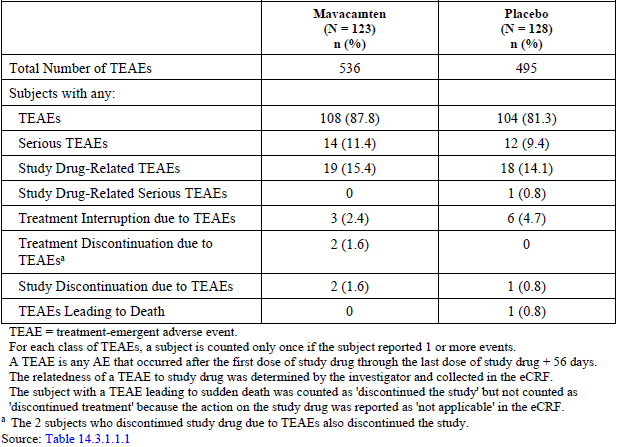 Mavacamten
(N = 123)
n (%)
Placebo
(N = 128)
n (%)
Total Number of TEAEs 536 495
Subjects with any:
TEAEs 108 (87.8) 104 (81.3)
Serious TEAEs 14 (11.4) 12 (9.4)
Study Drug-Related TEAEs 19 (15.4) 18 (14.1)
Study Drug-Related Serious TEAEs 0 1 (0.8)
Treatment Interruption due to TEAEs 3 (2.4) 6 (4.7)
Treatment Discontinuation due to
TEAEsa 2 (1.6) 0
Study Discontinuation due to TEAEs 2 (1.6) 1 (0.8)
TEAEs Leading to Death 0 1 (0.8)
TEAE = treatment-emergent adverse event.
For each class of TEAEs, a subject is counted only once if the subject reported 1 or more events.
A TEAE is any AE that occurred after the first dose of study drug through the last dose of study drug + 56 days.
The relatedness of a TEAE to study drug was determined by the investigator and collected in the eCRF.
The subject with a TEAE leading to sudden death was counted as 'discontinued the study' but not counted as
'discontinued treatment' because the action on the study drug was reported as 'not applicable' in the eCRF.
a The 2 subjects who discontinued study drug due to TEAEs also discontinued the study.
Source: Table 14.3.1.1.1